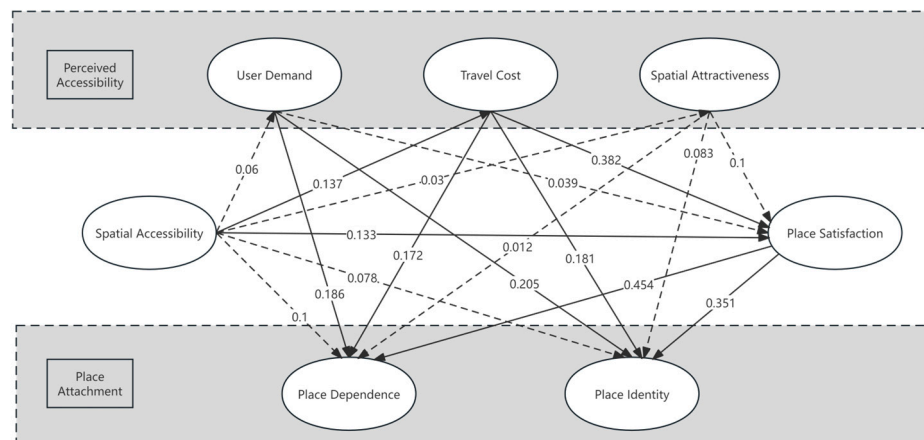 Perceived
Accessibility
User Demand
Travel Cost
Spatial Attractiveness
0.06
0.137
0.03
0.039
0.382
0.083
0.1
Spatial Accessibility
0.133
Place Satisfaction
0.012
0.172
0.181
0.078
0.186
0.205
0.454
0.351
0.1
Place
Attachment
Place Dependence
Place Identity